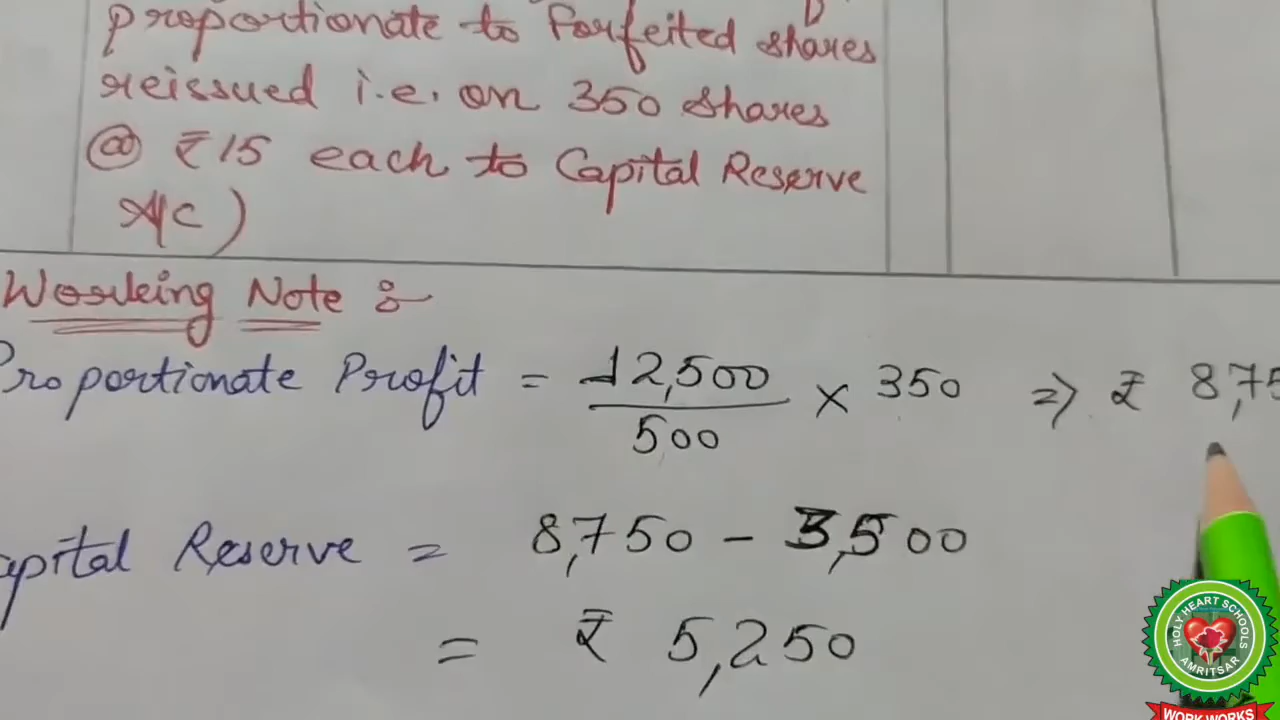 proportionate to forfeited shares
reissued i.e. on 350 shares
@ ₹15 each to Capital Reserve
A/C)
Working Note :-
Proportionate Profit = 12,500 / 500 × 350 ⇒ ₹ 8,75
apital Reserve = 8,750 - 3,500
= ₹ 5,250
HOLY HEART SCHOOLS
AMRITSAR
WORK WORKS